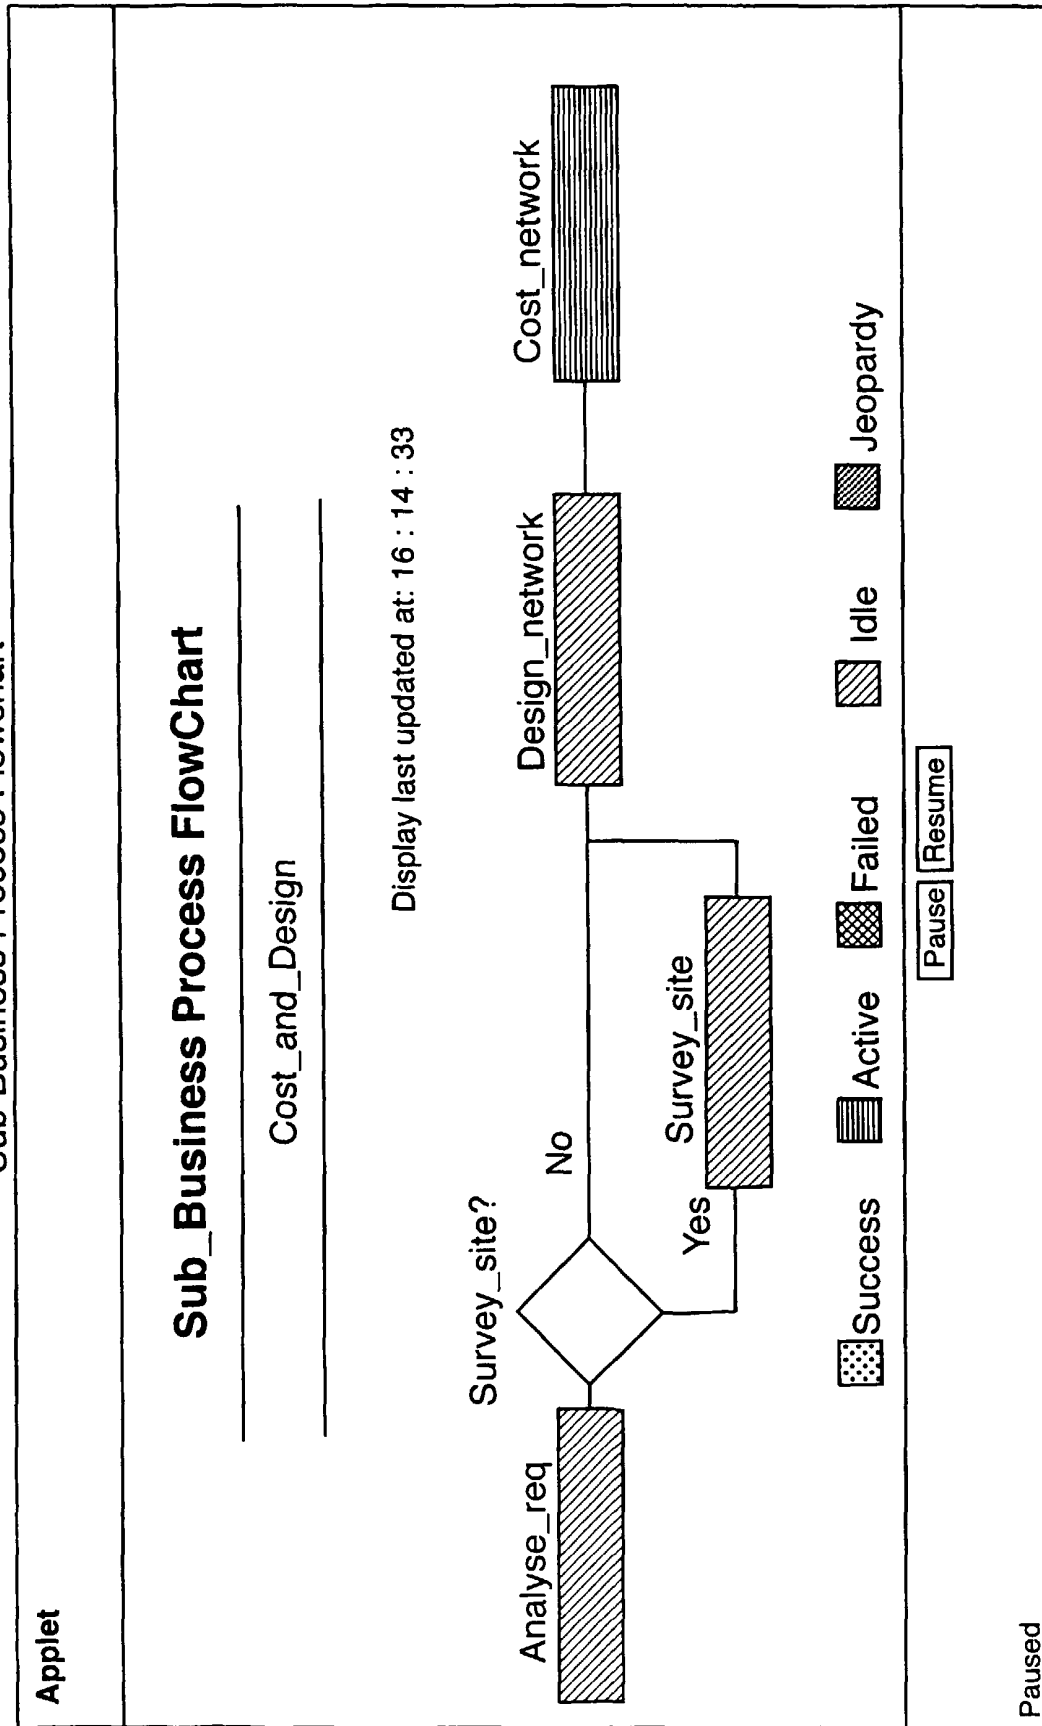 Applet
Sub_Business Process FlowChart
Cost_and_Design
Display last updated at: 16 : 14 : 33
Survey_site?
Analyse_req
No
Design_network
Cost_network
Yes
Survey_site
Success Active Failed Idle Jeopardy
Pause Resume
Paused